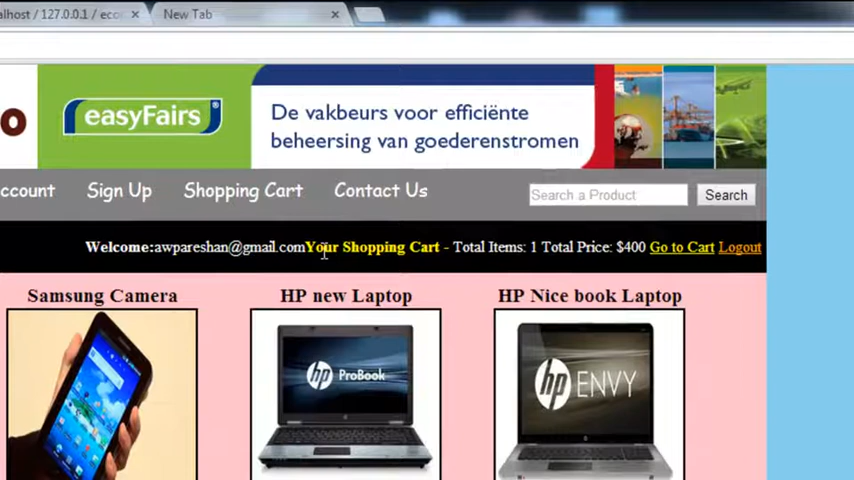 alhost / 127.0.0.1 / eco
New Tab
o
easyFairs®
De vakbeurs voor efficiënte
beheersing van goederenstromen
ccount Sign Up Shopping Cart Contact Us Search a Product Search
Welcome:awpareshan@gmail.comYour Shopping Cart - Total Items: 1 Total Price: $400 Go to Cart Logout
Samsung Camera HP new Laptop HP Nice book Laptop
hp ProBook
hp ENVY